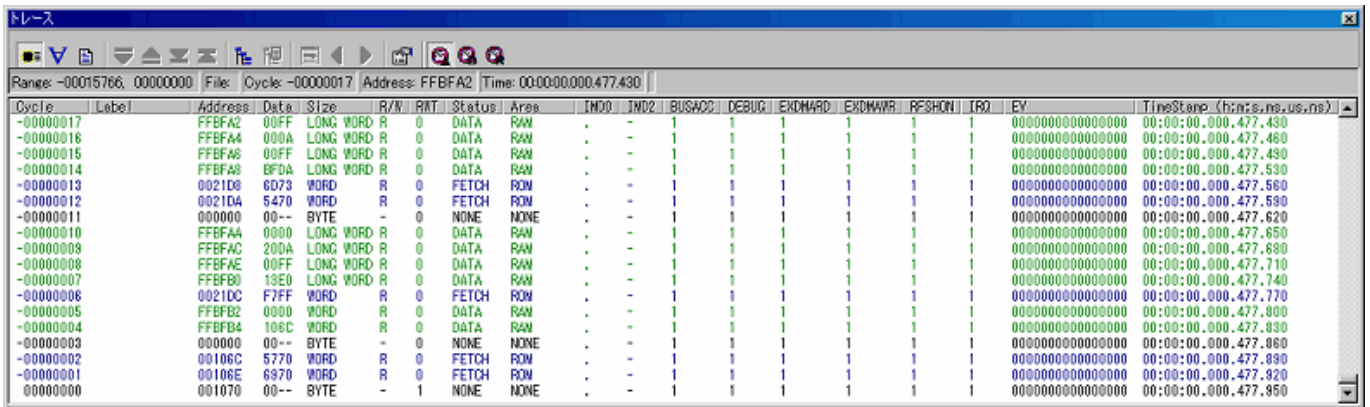 トレース
Range: -00015766, 00000000 File: Cycle: -00000017 Address: FFBFA2 Time: 00:00:00.000.477.430
Cycle Label Address Data Size R/W RWT Status Area IWD0 IWD2 BUSACC DEBUG EXDMARD EXDMAWR RFSHON IRQ EV TimeStamp (h:m:s.ms.us.ns)
-00000017 FFBFA2 00FF LONG WORD R 0 DATA RAM . - 1 1 1 1 1 1 0000000000000000 00:00:00.000.477.430
-00000016 FFBFA4 000A LONG WORD R 0 DATA RAM . - 1 1 1 1 1 1 0000000000000000 00:00:00.000.477.460
-00000015 FFBFA6 00FF LONG WORD R 0 DATA RAM . - 1 1 1 1 1 1 0000000000000000 00:00:00.000.477.490
-00000014 FFBFA8 BFDA LONG WORD R 0 DATA RAM . - 1 1 1 1 1 1 0000000000000000 00:00:00.000.477.530
-00000013 0021D8 6D73 WORD R 0 FETCH ROM . - 1 1 1 1 1 1 0000000000000000 00:00:00.000.477.560
-00000012 0021DA 5470 WORD R 0 FETCH ROM . - 1 1 1 1 1 1 0000000000000000 00:00:00.000.477.590
-00000011 000000 00-- BYTE - 0 NONE NONE . - 1 1 1 1 1 1 0000000000000000 00:00:00.000.477.620
-00000010 FFBFAA 0000 LONG WORD R 0 DATA RAM . - 1 1 1 1 1 1 0000000000000000 00:00:00.000.477.650
-00000009 FFBFAC 20DA LONG WORD R 0 DATA RAM . - 1 1 1 1 1 1 0000000000000000 00:00:00.000.477.680
-00000008 FFBFAE 00FF LONG WORD R 0 DATA RAM . - 1 1 1 1 1 1 0000000000000000 00:00:00.000.477.710
-00000007 FFBFB0 13E0 LONG WORD R 0 DATA RAM . - 1 1 1 1 1 1 0000000000000000 00:00:00.000.477.740
-00000006 0021DC F7FF WORD R 0 FETCH ROM . - 1 1 1 1 1 1 0000000000000000 00:00:00.000.477.770
-00000005 FFBFB2 0000 WORD R 0 DATA RAM . - 1 1 1 1 1 1 0000000000000000 00:00:00.000.477.800
-00000004 FFBFB4 106C WORD R 0 DATA RAM . - 1 1 1 1 1 1 0000000000000000 00:00:00.000.477.830
-00000003 000000 00-- BYTE - 0 NONE NONE . - 1 1 1 1 1 1 0000000000000000 00:00:00.000.477.860
-00000002 00106C 5770 WORD R 0 FETCH ROM . - 1 1 1 1 1 1 0000000000000000 00:00:00.000.477.890
-00000001 00106E 6970 WORD R 0 FETCH ROM . - 1 1 1 1 1 1 0000000000000000 00:00:00.000.477.920
00000000 001070 00-- BYTE - 1 NONE NONE . - 1 1 1 1 1 1 0000000000000000 00:00:00.000.477.950